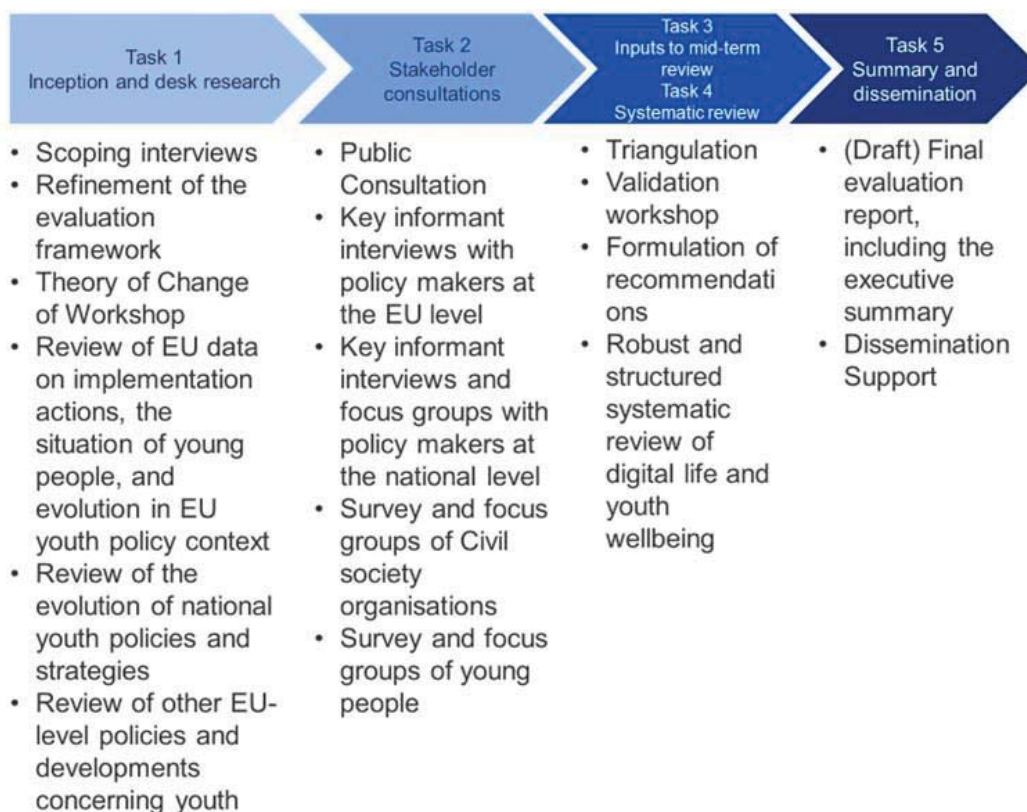 Task 1
Inception and desk research
Task 2
Stakeholder
consultations
Task 3
Inputs to mid-term
review
Task 4
Systematic review
Task 5
Summary and
dissemination
• Scoping interviews
• Refinement of the
evaluation
framework
• Theory of Change
of Workshop
• Review of EU data
on implementation
actions, the
situation of young
people, and
evolution in EU
youth policy context
• Review of the
evolution of national
youth policies and
strategies
• Review of other EU-
level policies and
developments
concerning youth
• Public
Consultation
• Key informant
interviews with
policy makers at
the EU level
• Key informant
interviews and
focus groups with
policy makers at
the national level
• Survey and focus
groups of Civil
society
organisations
• Survey and focus
groups of young
people
• Triangulation
• Validation
workshop
• Formulation of
recommendati
ons
• Robust and
structured
systematic
review of
digital life and
youth
wellbeing
• (Draft) Final
evaluation
report,
including the
executive
summary
• Dissemination
Support